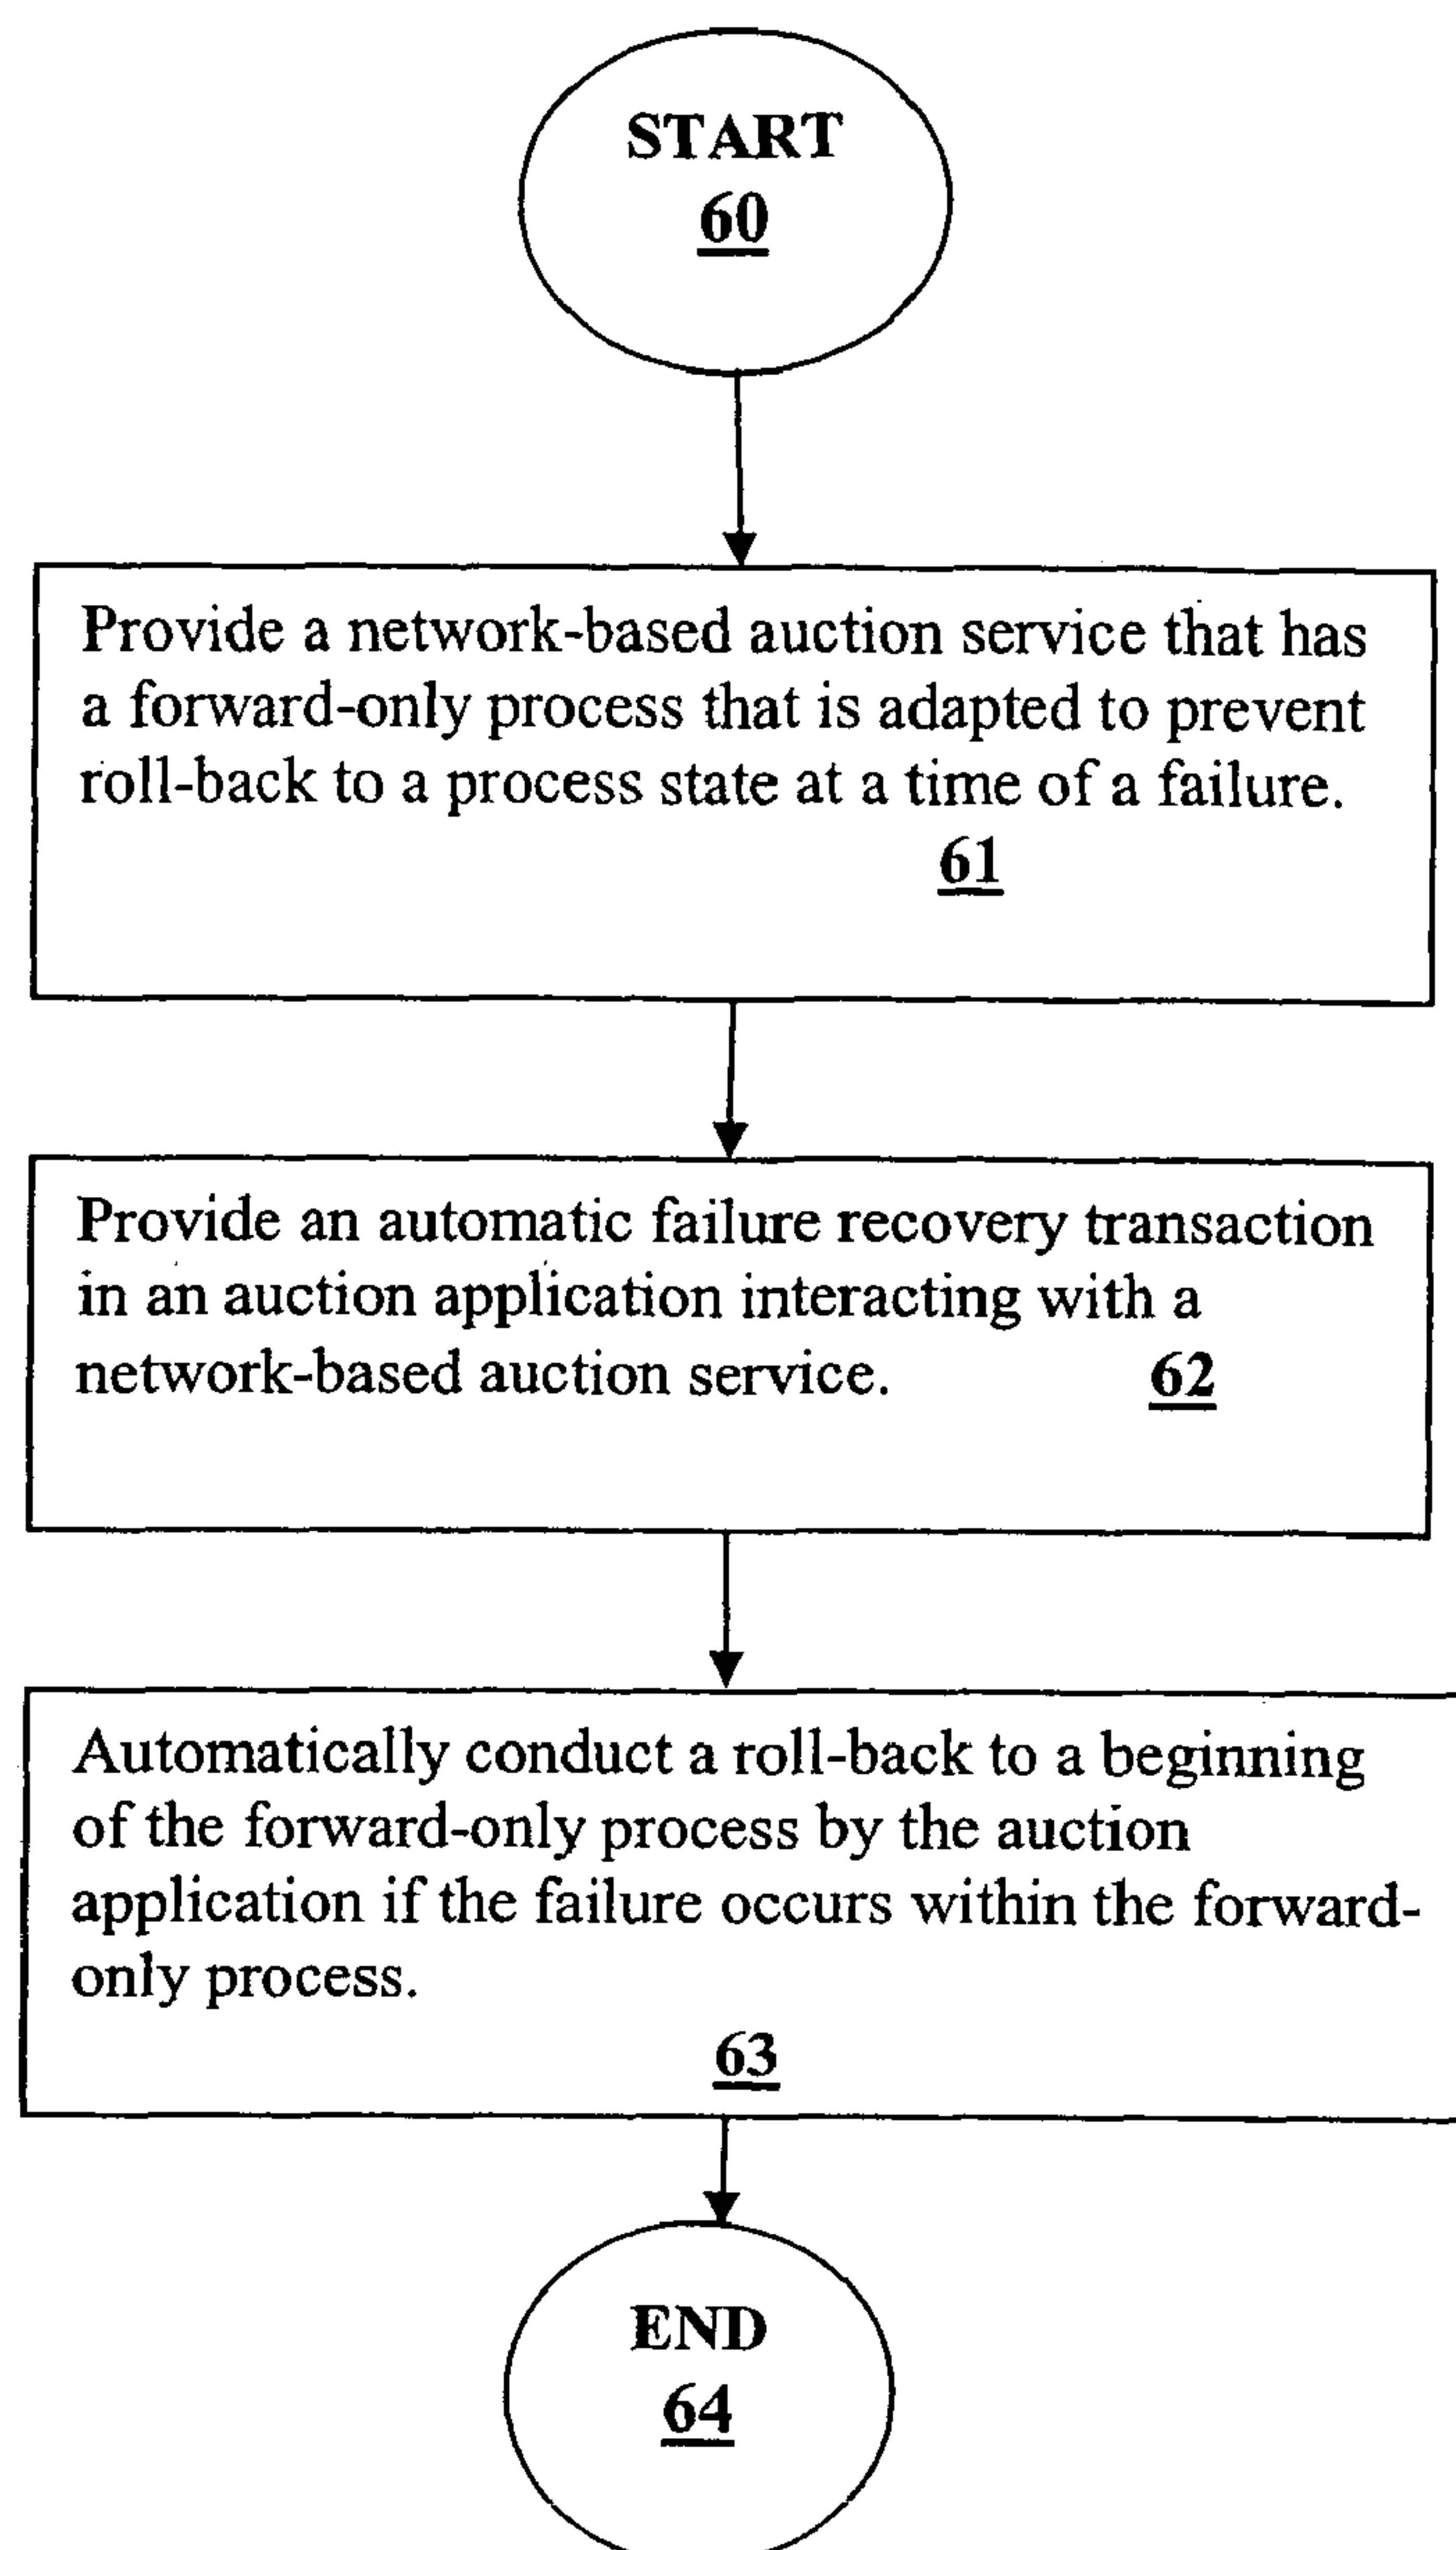 START
60
Provide a network-based auction service that has
a forward-only process that is adapted to prevent
roll-back to a process state at a time of a failure.
61
Provide an automatic failure recovery transaction
in an auction application interacting with a
network-based auction service. 62
Automatically conduct a roll-back to a beginning
of the forward-only process by the auction
application if the failure occurs within the forward-
only process.
63
END
64